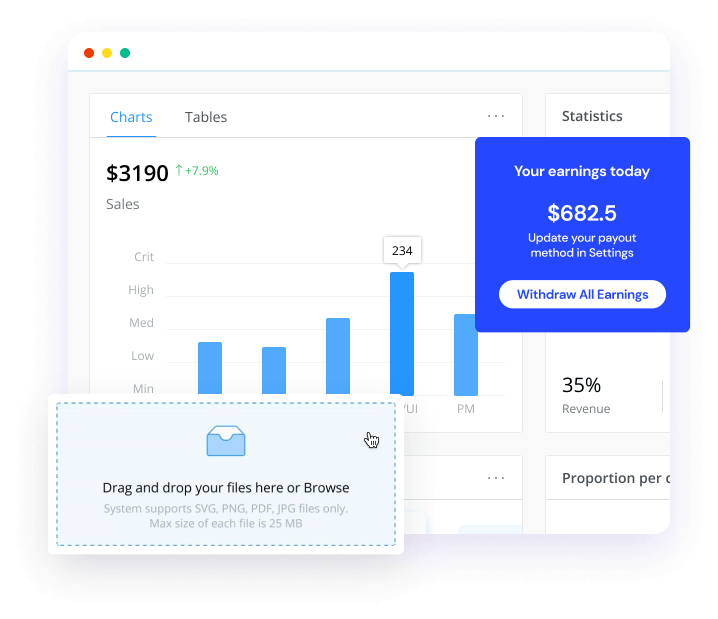 Charts
Tables
...
Statistics
$3190
↑+7.9%
Sales
Your earnings today
$682.5
Update your payout
method in Settings
Withdraw All Earnings
234
Crit
High
Med
Low
Min
PM
35%
Revenue
Drag and drop your files here or Browse
System supports SVG, PNG, PDF, JPG files only.
Max size of each file is 25 MB
...
Proportion per